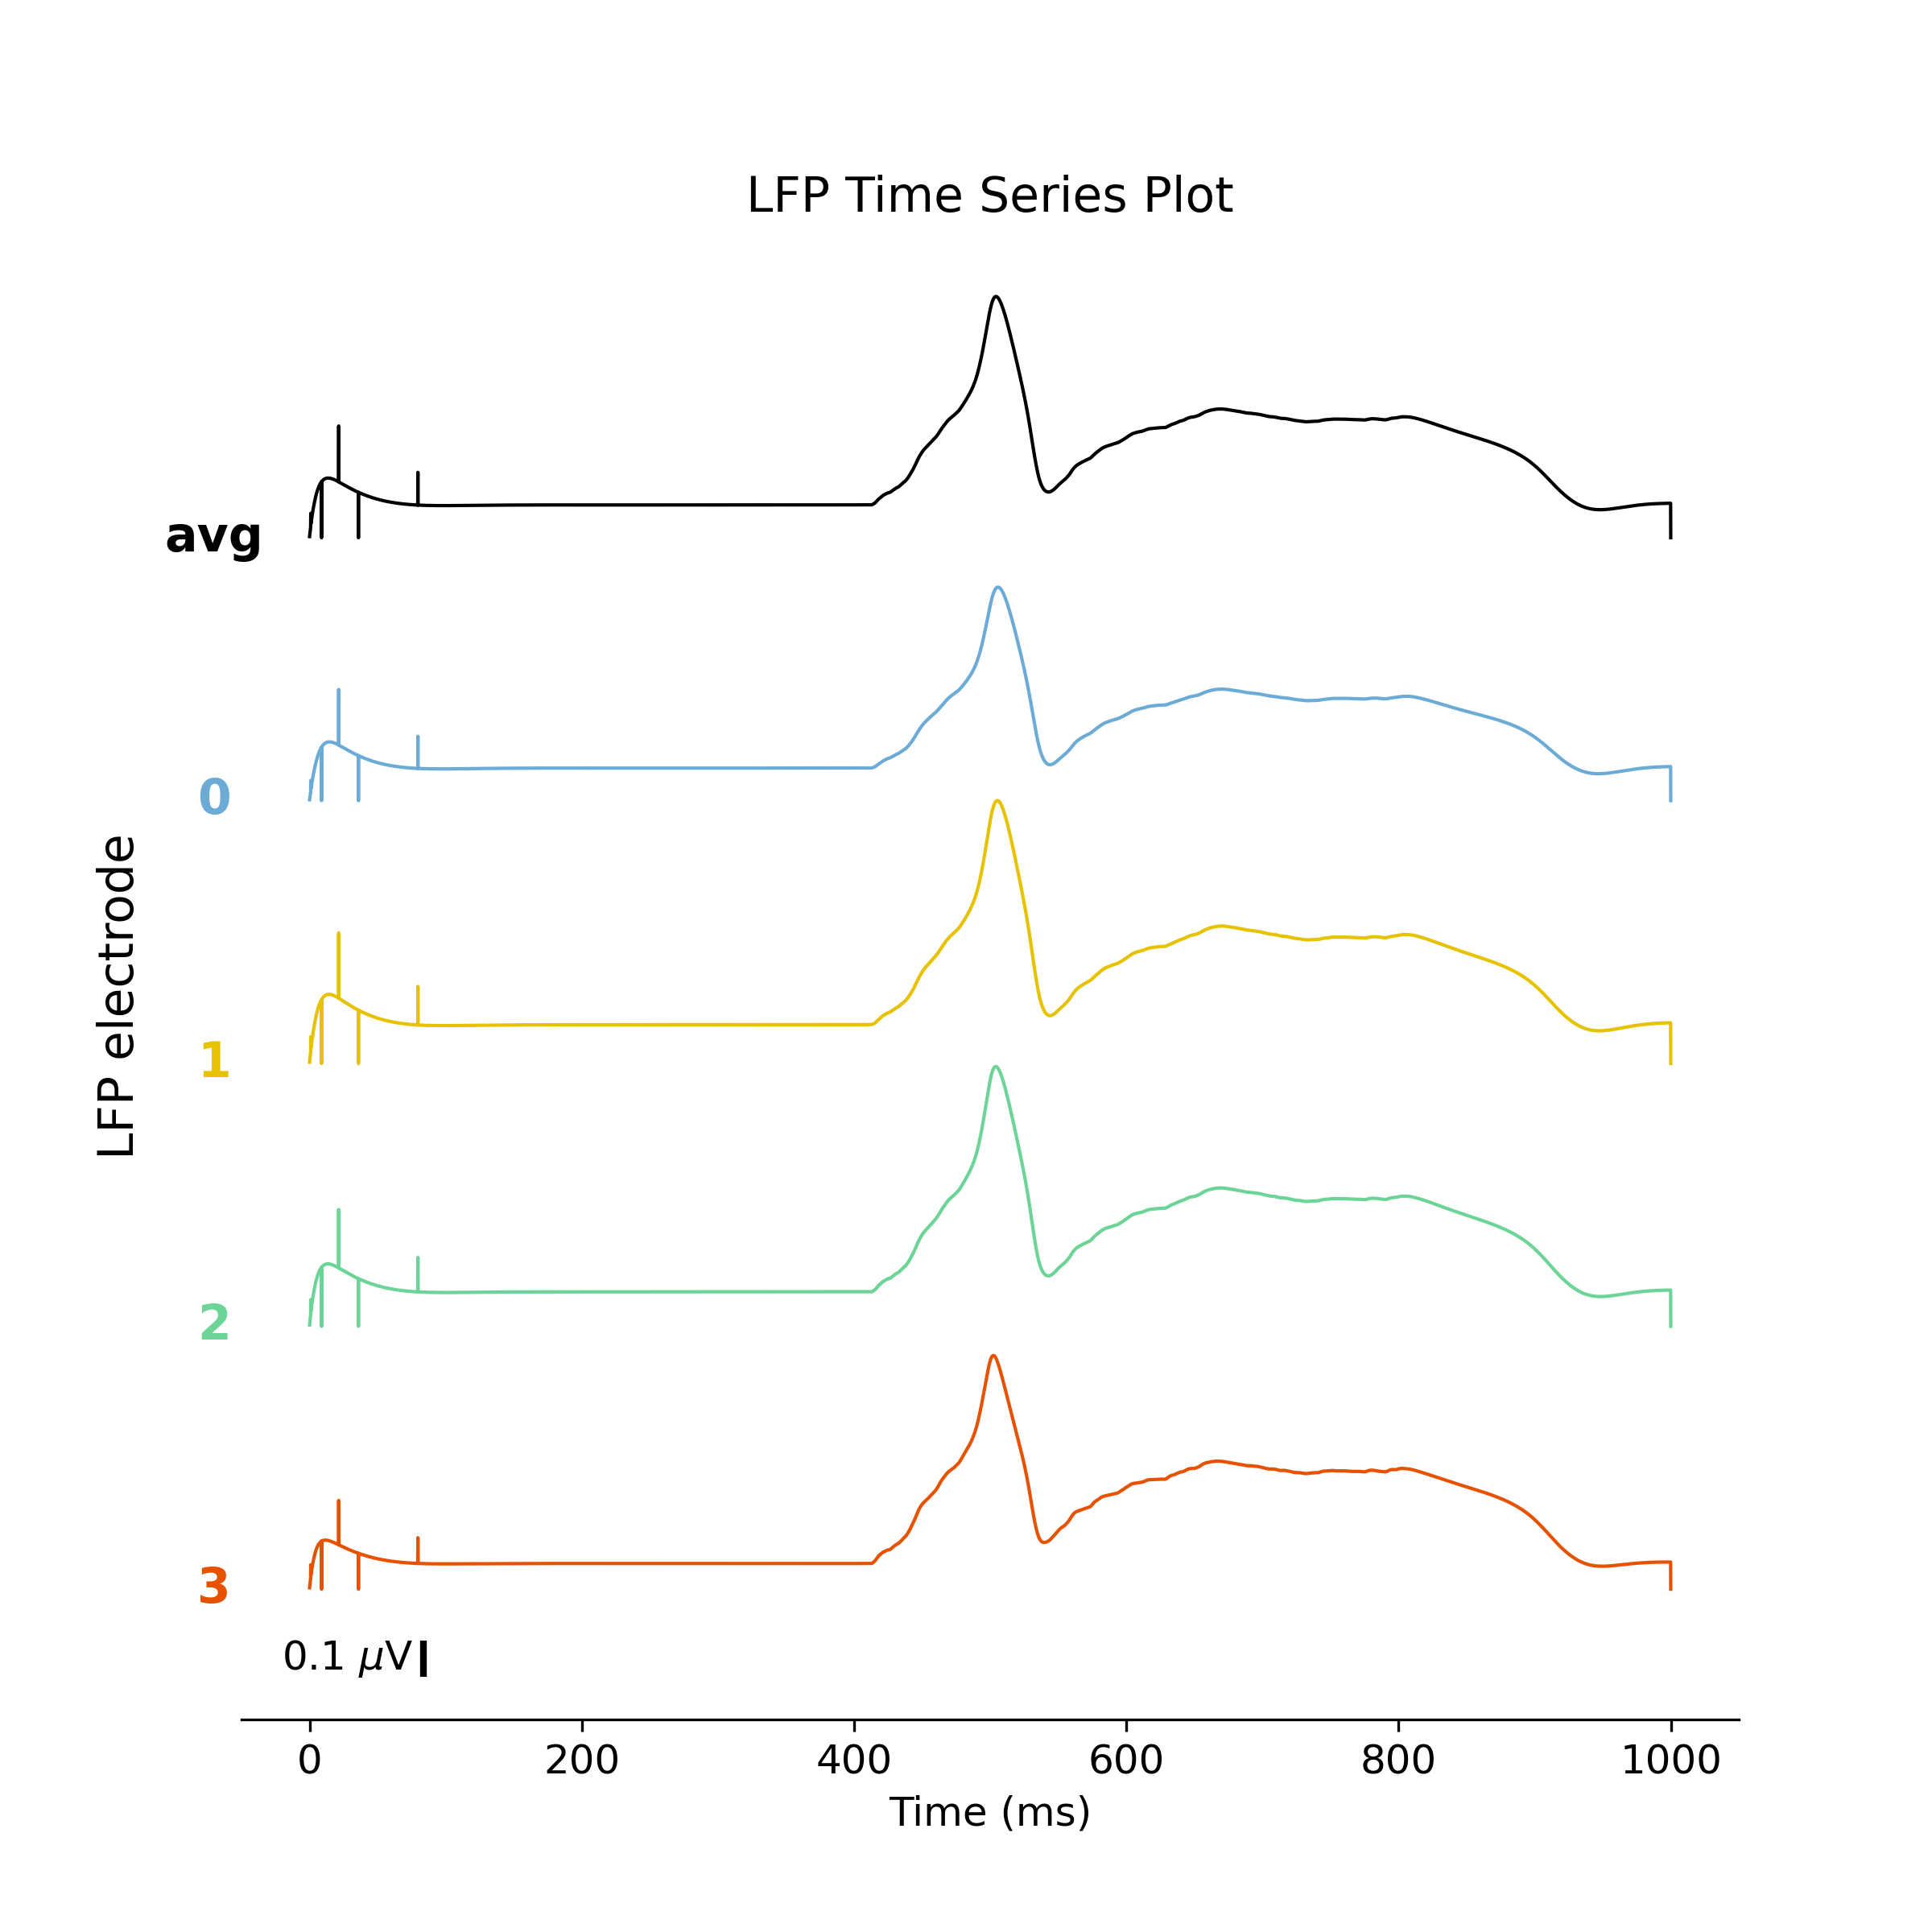 LFP Time Series Plot
avg
0
1
2
3
LFP electrode
0.1 μV
0 200 400 600 800 1000
Time (ms)